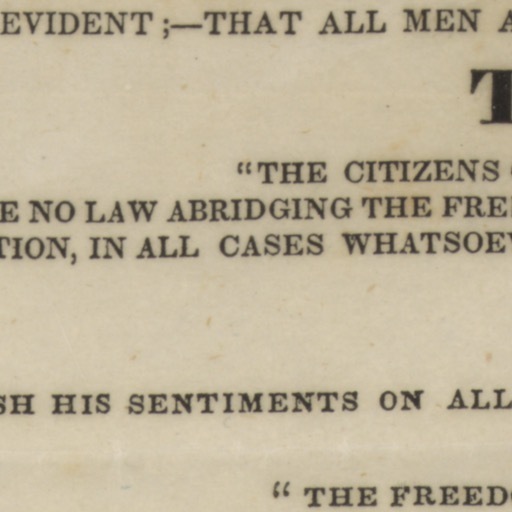 EVIDENT ;—THAT ALL MEN A
T
“THE CITIZENS
E NO LAW ABRIDGING THE FRE
TION, IN ALL CASES WHATSOEV
SH HIS SENTIMENTS ON ALL
“ THE FREED